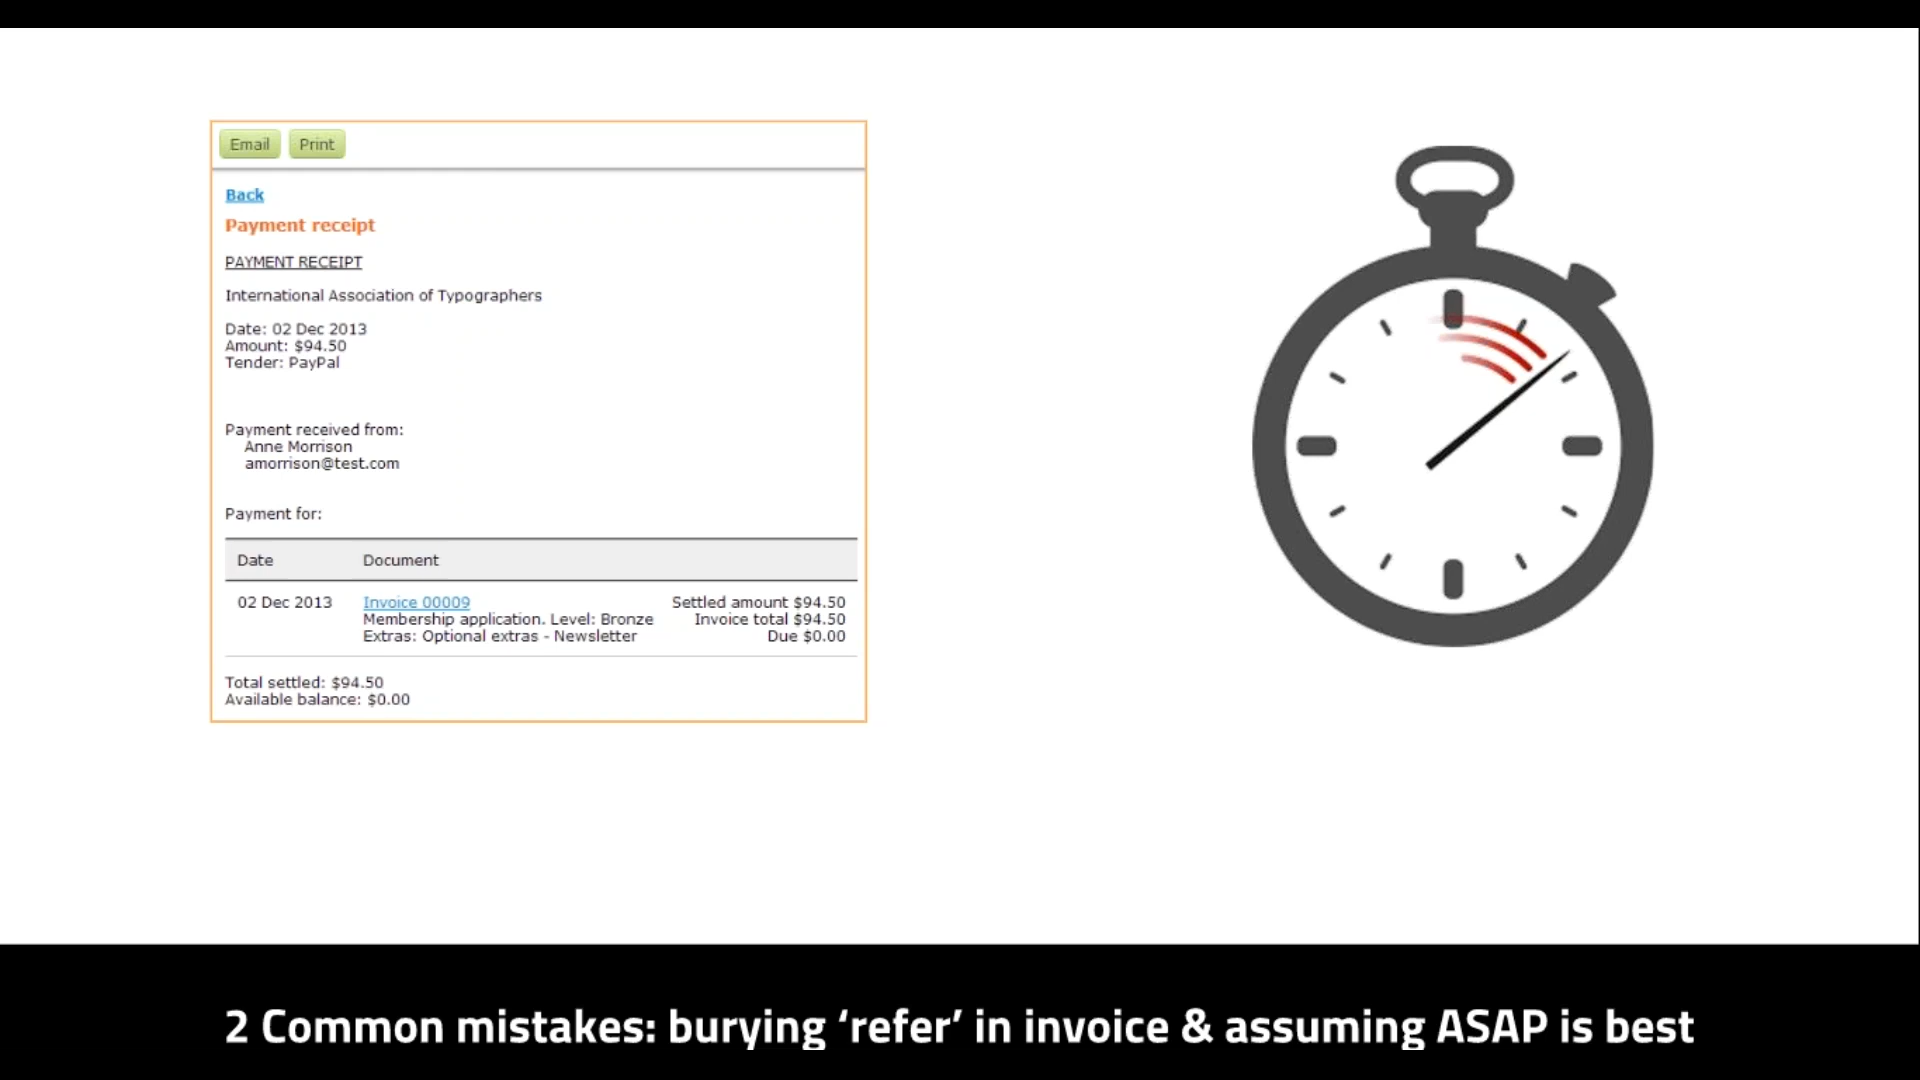 Email Print
Back
Payment receipt
PAYMENT RECEIPT
International Association of Typographers
Date: 02 Dec 2013
Amount: $94.50
Tender: PayPal
Payment received from:
Anne Morrison
amorrison@test.com
Payment for:
Date Document
02 Dec 2013 Invoice 00009 Settled amount $94.50
Membership application. Level: Bronze Invoice total $94.50
Extras: Optional extras - Newsletter Due $0.00
Total settled: $94.50
Available balance: $0.00
2 Common mistakes: burying ‘refer’ in invoice & assuming ASAP is best